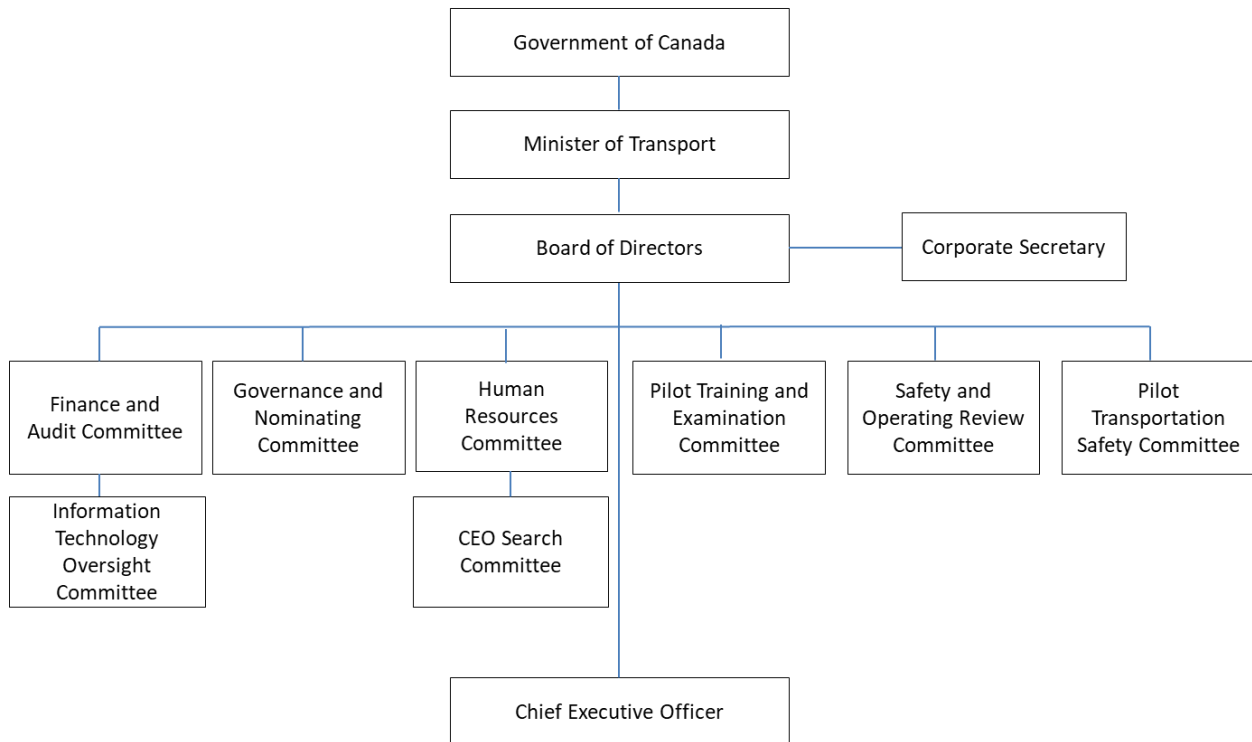 Government of Canada
Minister of Transport
Board of Directors
Corporate Secretary
Finance and
Audit Committee
Governance and
Nominating
Committee
Human
Resources
Committee
Pilot Training and
Examination
Committee
Safety and
Operating Review
Committee
Pilot
Transportation
Safety Committee
Information
Technology
Oversight
Committee
CEO Search
Committee
Chief Executive Officer